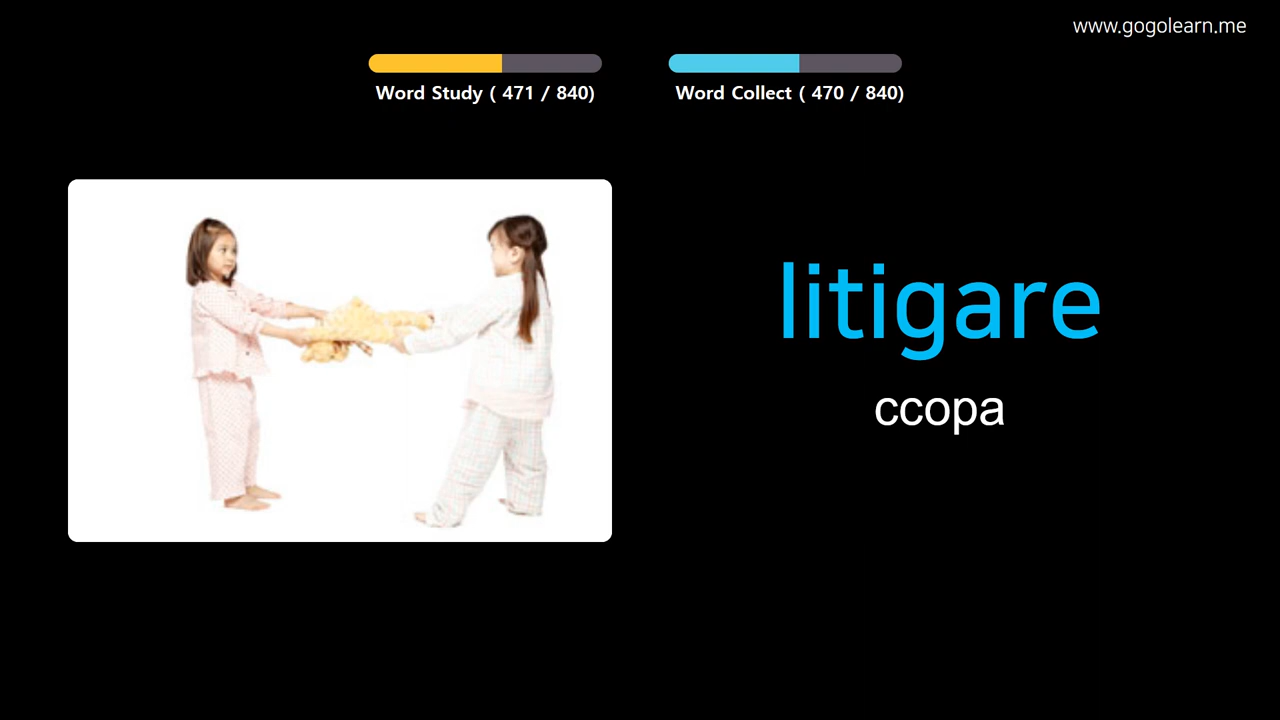 www.gogolearn.me
Word Study ( 471 / 840)
Word Collect ( 470 / 840)
litigare
ссора